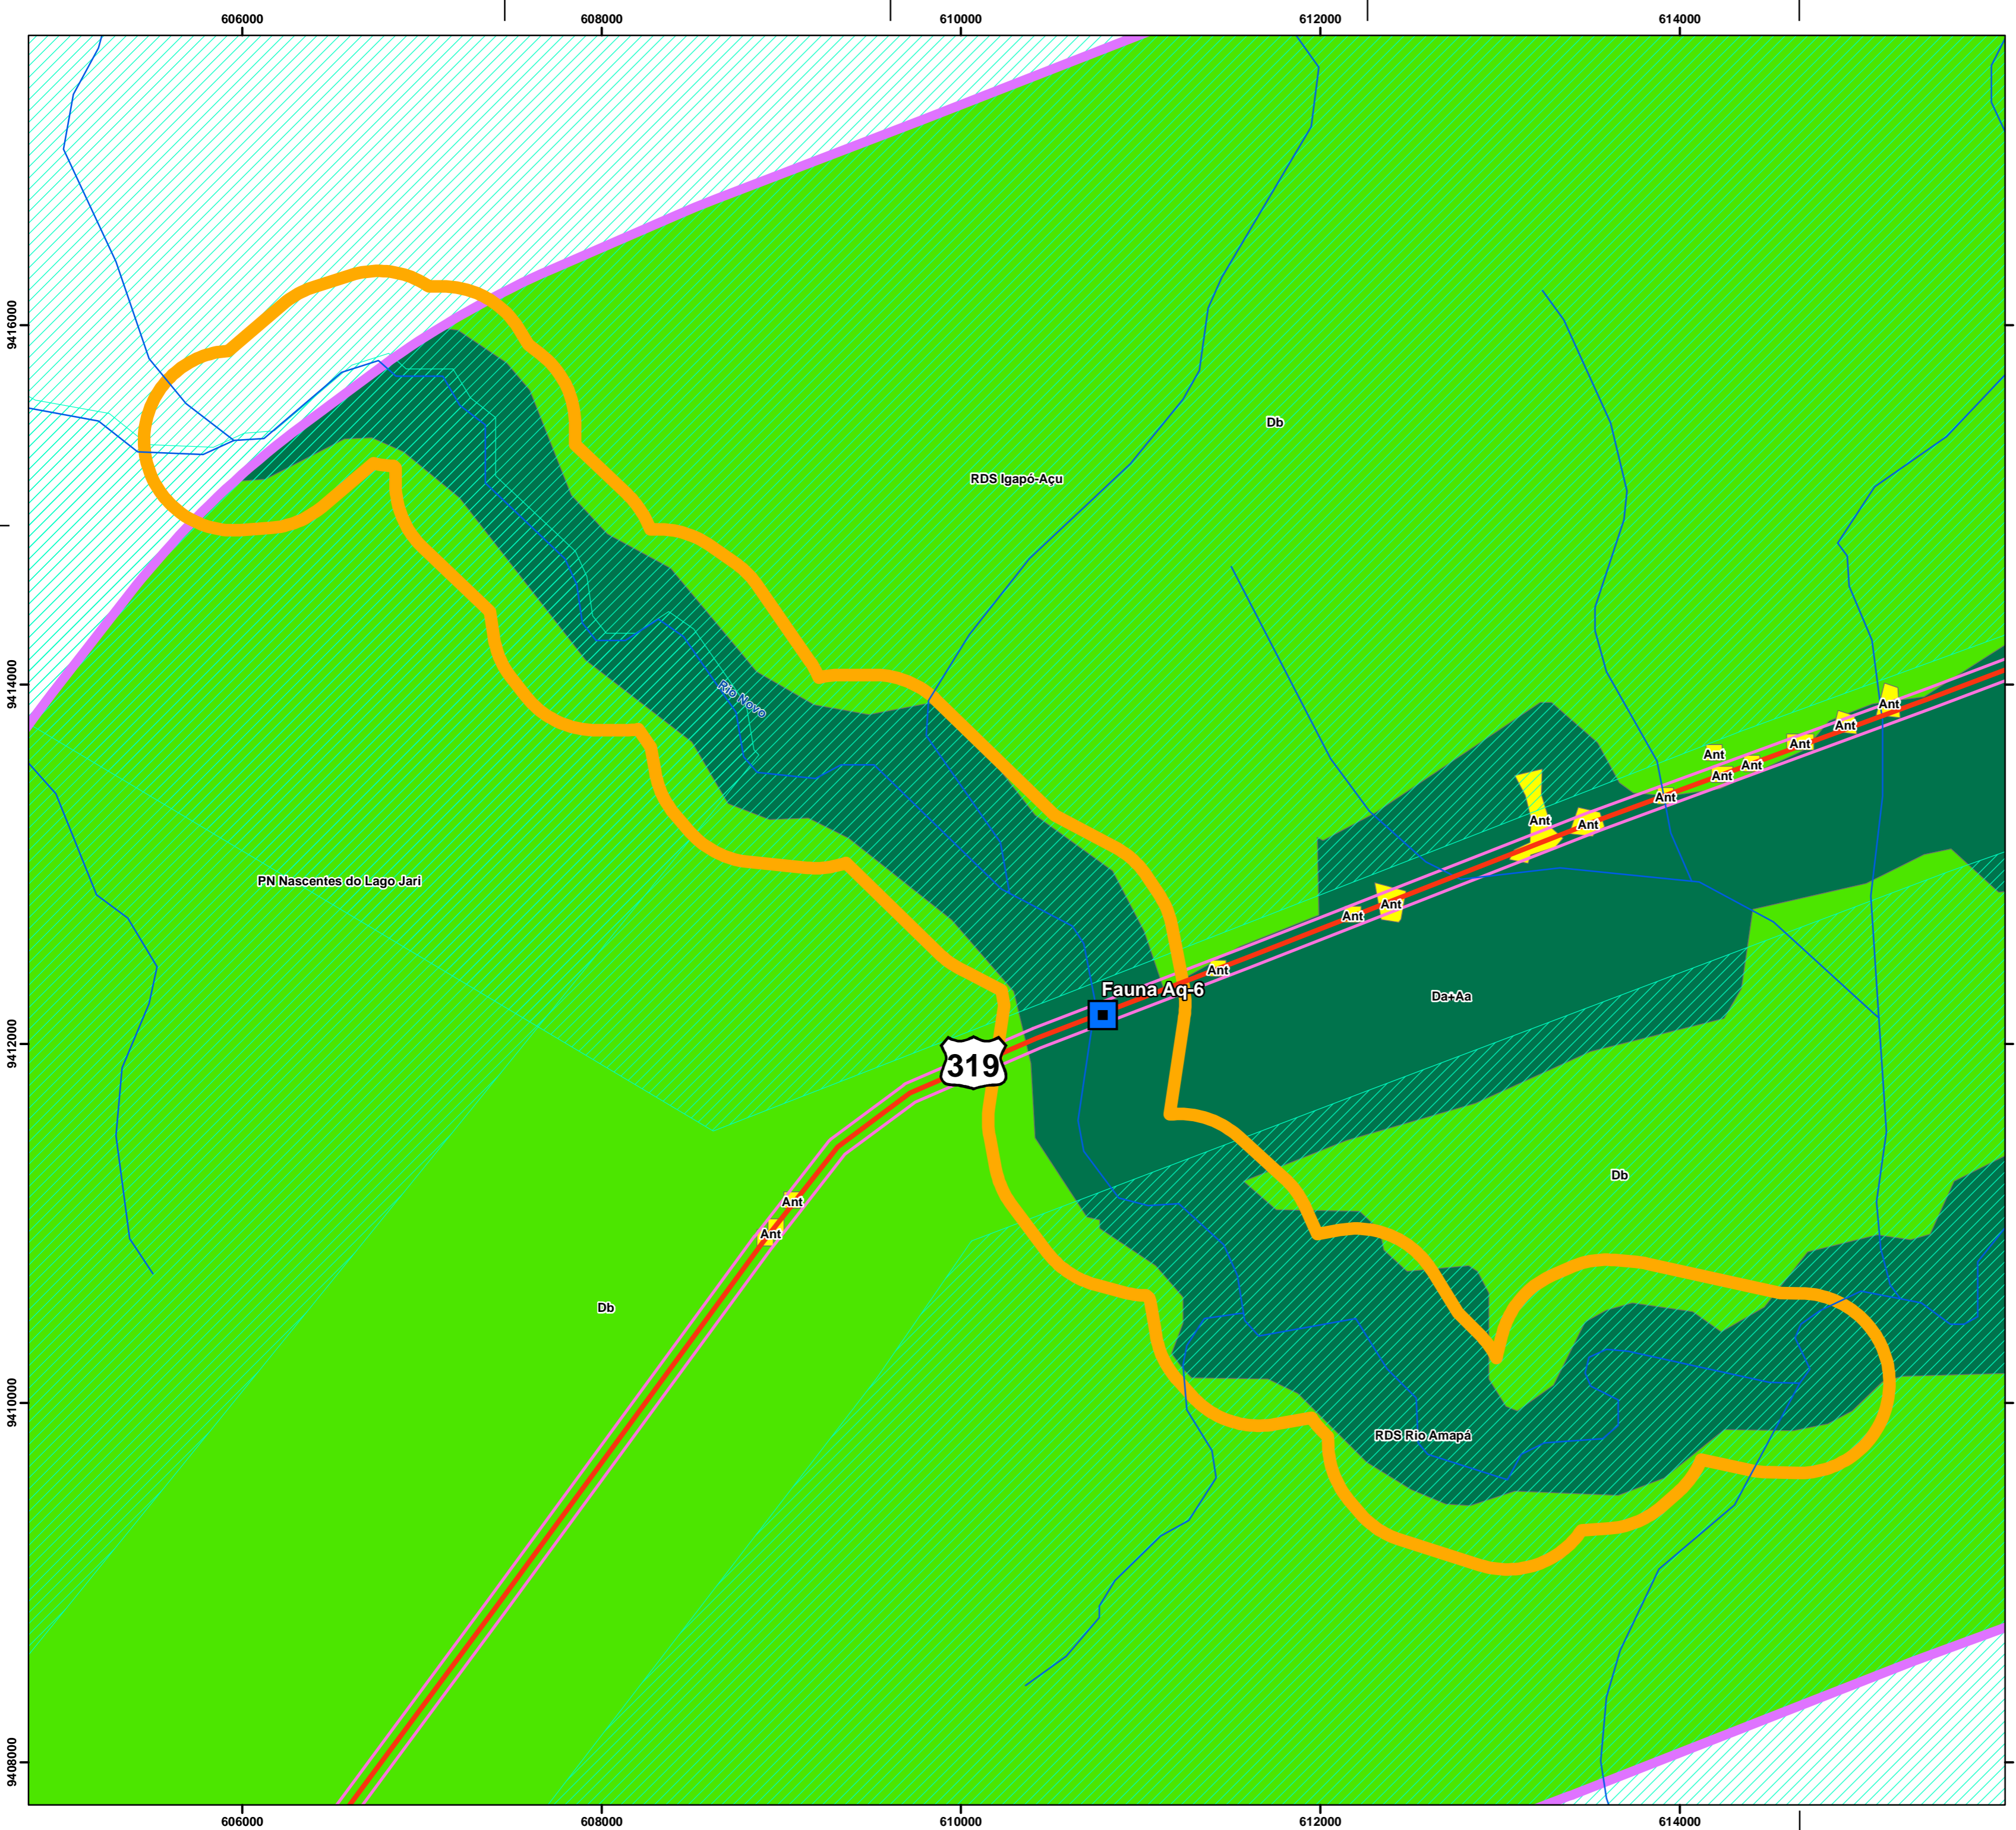 606000 608000 610000 612000 614000
9416000
Db
RDS Igapó-Açu
9414000
Rio Novo
Ant
Ant
Ant
Ant
Ant
Ant
Ant
Ant
Ant
PN Nascentes do Lago Jari
Ant
Ant
Ant
Fauna Aq-6
Da+Aa
9412000
319
Db
Ant
Ant
Db
9410000
RDS Rio Amapá
9408000
606000 608000 610000 612000 614000